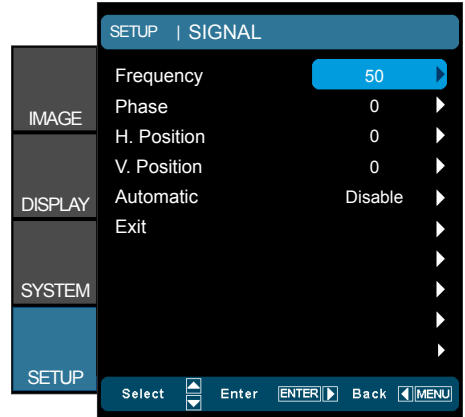 SETUP | SIGNAL
IMAGE
DISPLAY
SYSTEM
SETUP
Frequency 50
Phase 0
H. Position 0
V. Position 0
Automatic Disable
Exit
Select Enter ENTER Back MENU